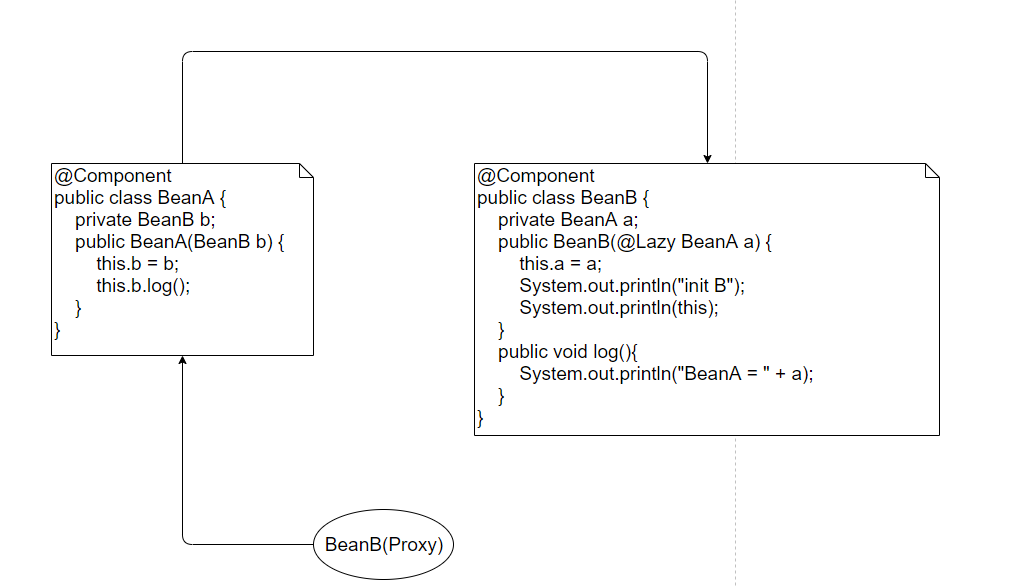 @Component
public class BeanA {
private BeanB b;
public BeanA(BeanB b) {
this.b = b;
this.b.log();
}
}
@Component
public class BeanB {
private BeanA a;
public BeanB(@Lazy BeanA a) {
this.a = a;
System.out.println("init B");
System.out.println(this);
}
public void log(){
System.out.println("BeanA = " + a);
}
}
BeanB(Proxy)